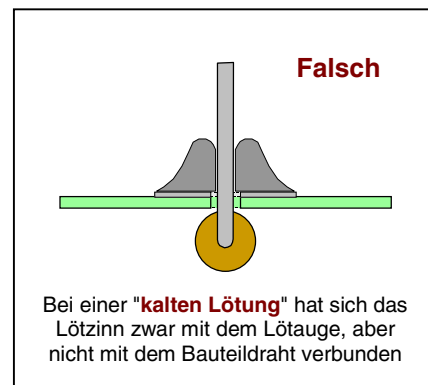 Falsch
Bei einer "kalten Lötung" hat sich das
Lötzinn zwar mit dem Lötauge, aber
nicht mit dem Bauteildraht verbunden